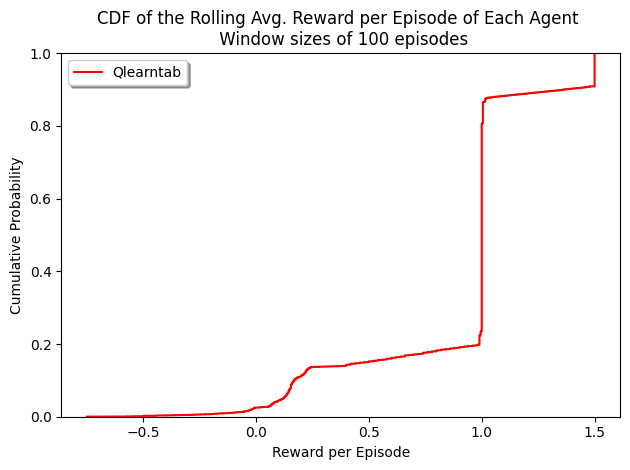 CDF of the Rolling Avg. Reward per Episode of Each Agent
Window sizes of 100 episodes
Qlearntab
1.0
0.8
0.6
0.4
0.2
0.0
Cumulative Probability
−0.5
0.0
0.5
1.0
1.5
Reward per Episode